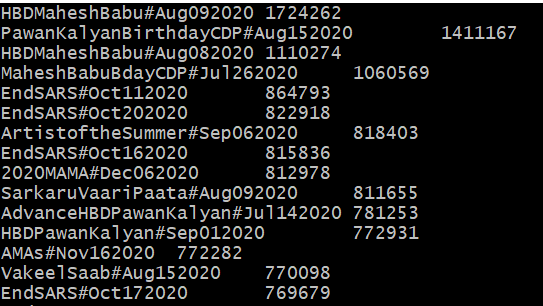 HBDMaheshBabu#Aug092020 1724262
PawanKalyanBirthdayCDP#Aug152020 1411167
HBDMaheshBabu#Aug082020 1110274
MaheshBabuBdayCDP#Jul262020 1060569
EndSARS#Oct112020 864793
EndSARS#Oct202020 822918
ArtistoftheSummer#Sep062020 818403
EndSARS#Oct162020 815836
2020MAMA#Dec062020 812978
SarkaruVaariPaata#Aug092020 811655
AdvanceHBDPawanKalyan#Jul142020 781253
HBDPawanKalyan#Sep012020 772931
AMAs#Nov162020 772282
VakeelSaab#Aug152020 770098
EndSARS#Oct172020 769679